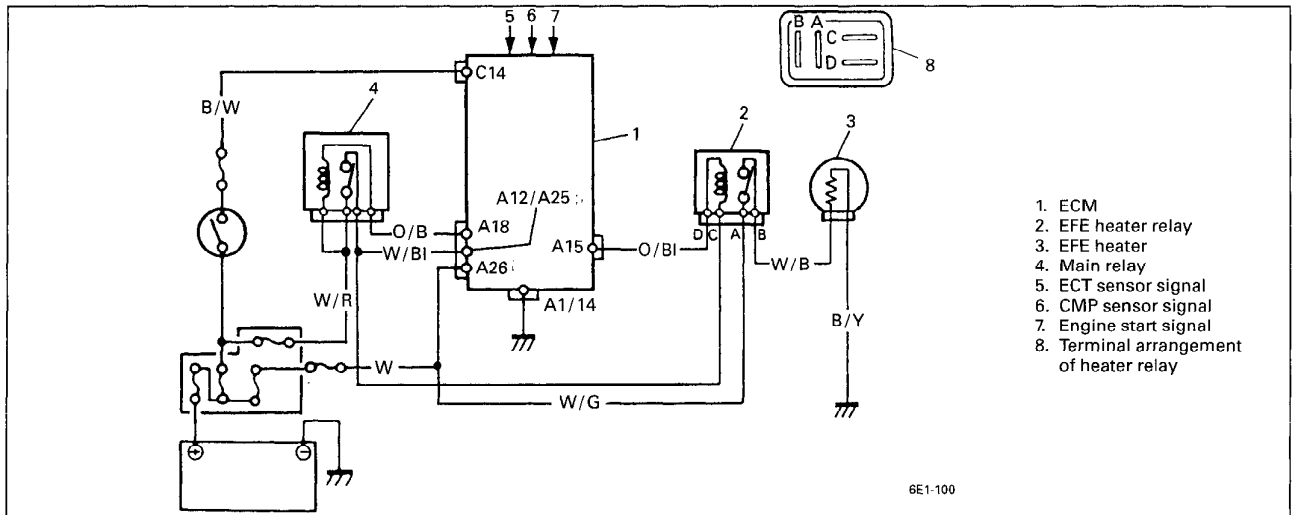 5 6 7
B A
C
D
8
C14
B/W
4
1
2
3
A12/A25
O/B
A18
W/Bl
A26
A15
O/Bl
D C A B
W/B
W/R
A1/14
B/Y
W
W/G
1. ECM
2. EFE heater relay
3. EFE heater
4. Main relay
5. ECT sensor signal
6. CMP sensor signal
7. Engine start signal
8. Terminal arrangement
of heater relay
+
−
6E1-100